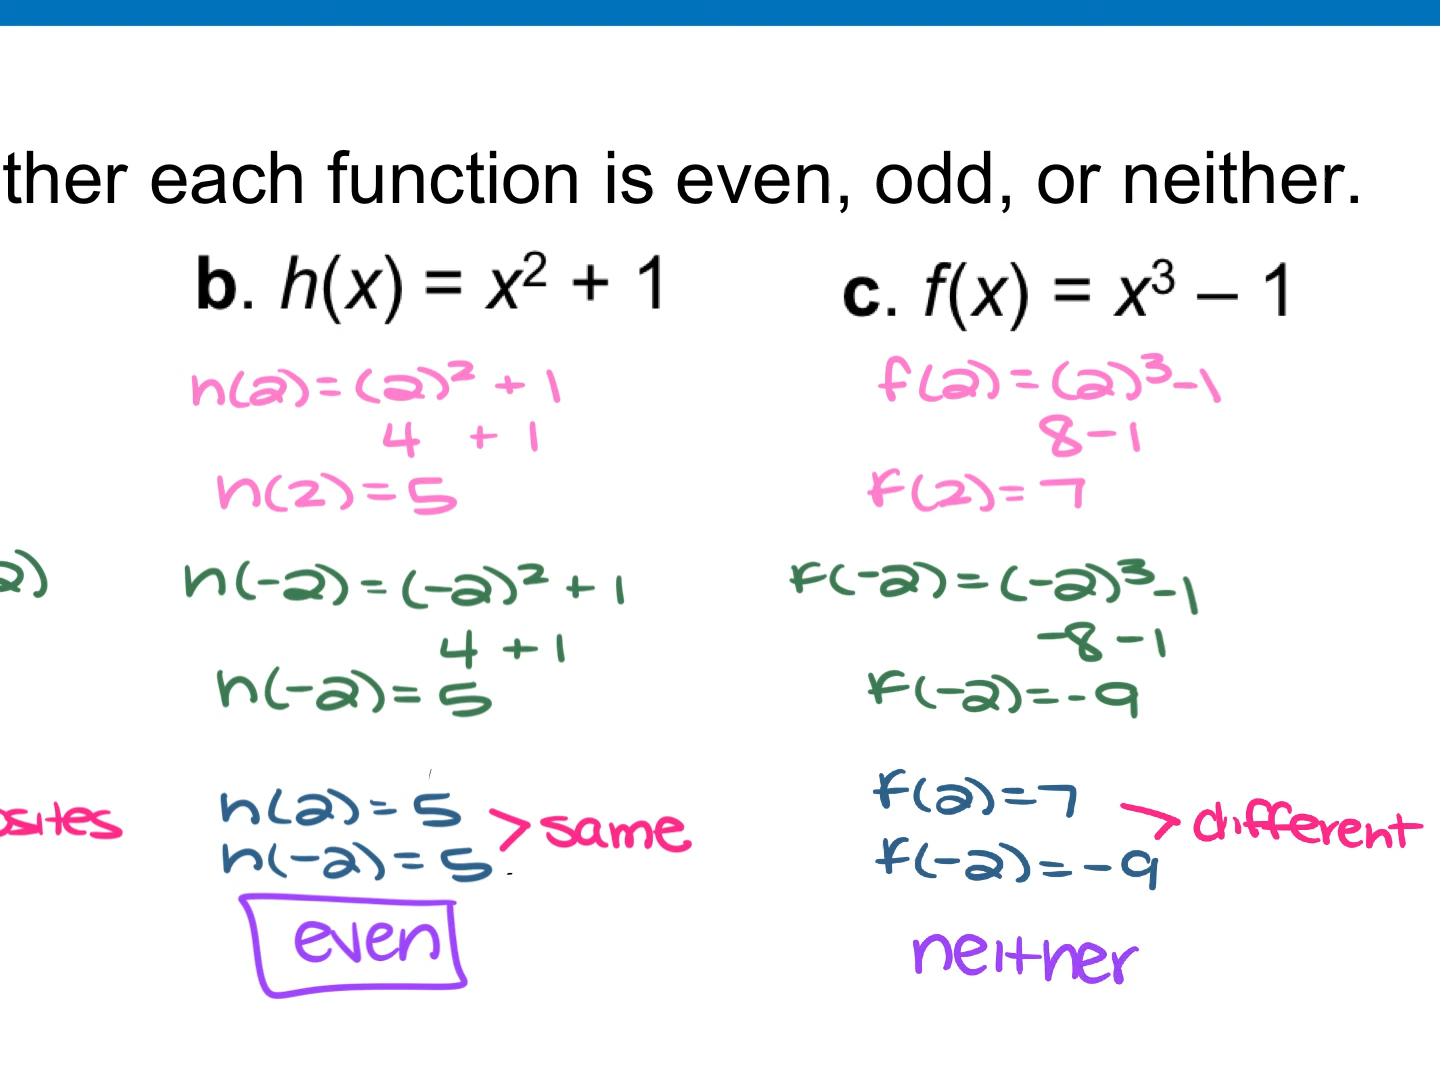 ther each function is even, odd, or neither.
b. h(x) = x² + 1
h(2) = (2)² + 1
4 + 1
h(2) = 5
h(-2) = (-2)² + 1
4 + 1
h(-2) = 5
h(2) = 5
h(-2) = 5
> same
even
c. f(x) = x³ – 1
f(2) = (2)³ - 1
8 - 1
f(2) = 7
f(-2) = (-2)³ - 1
-8 - 1
f(-2) = -9
f(2) = 7
f(-2) = -9
> different
neither
2)
osites